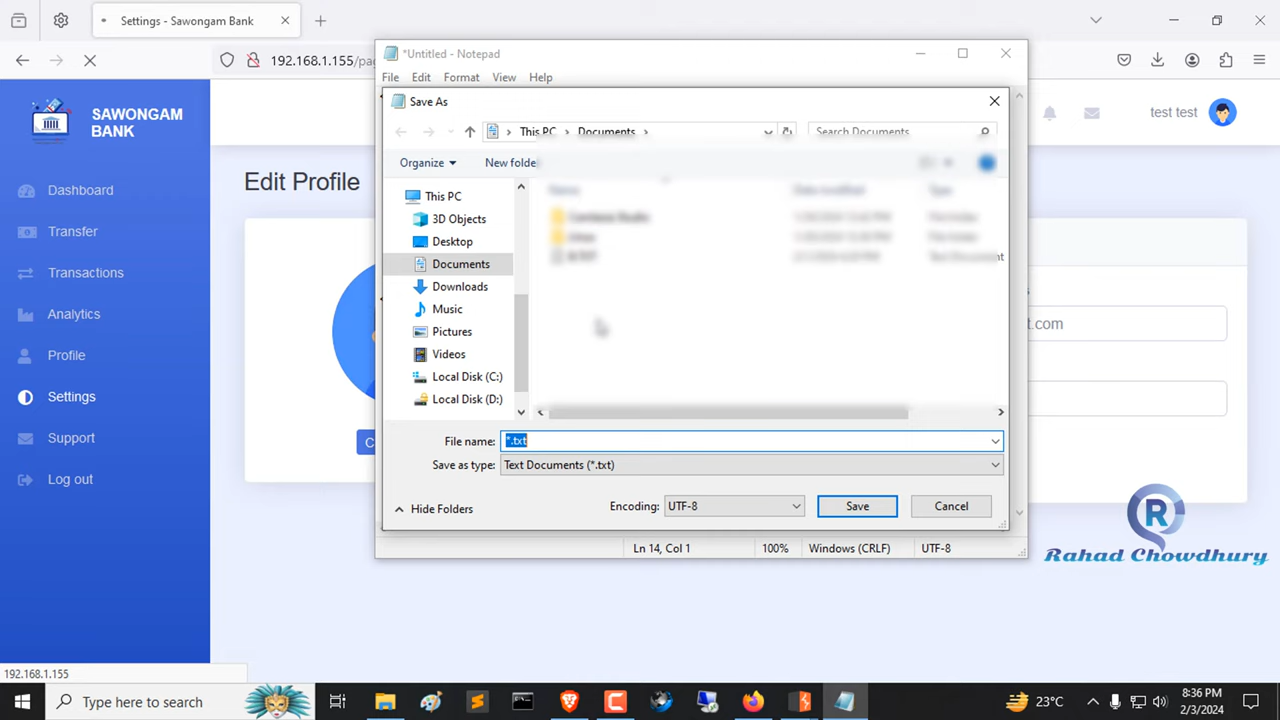 Settings - Sawongam Bank
192.168.1.155/pa
*Untitled - Notepad
File Edit Format View Help
Save As
This PC > Documents >
Search Documents
Organize
New folde
SAWONGAM
BANK
test test
Dashboard
Transfer
Transactions
Analytics
Profile
Settings
Support
Log out
Edit Profile
C
t.com
This PC
3D Objects
Desktop
Documents
Downloads
Music
Pictures
Videos
Local Disk (C:)
Local Disk (D:)
File name: *.txt
Save as type: Text Documents (*.txt)
Hide Folders
Encoding: UTF-8
Save
Cancel
Ln 14, Col 1
100%
Windows (CRLF)
UTF-8
R
Rahad Chowdhury
192.168.1.155
Type here to search
23°C
8:36 PM
2/3/2024